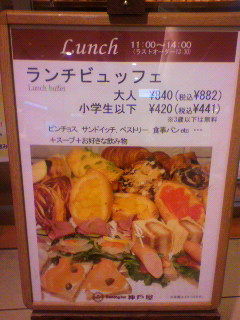 Lunch 11:00〜14:00
(ラストオーダー13:30)
ランチビュッフェ
Lunch buffet
大人 ¥840(税込¥882)
小学生以下 ¥420(税込¥441)
※3歳以下は無料
ピンチョス、サンドイッチ、ペストリー、食事パンetc …
+スープ+お好きな飲み物
神戸屋